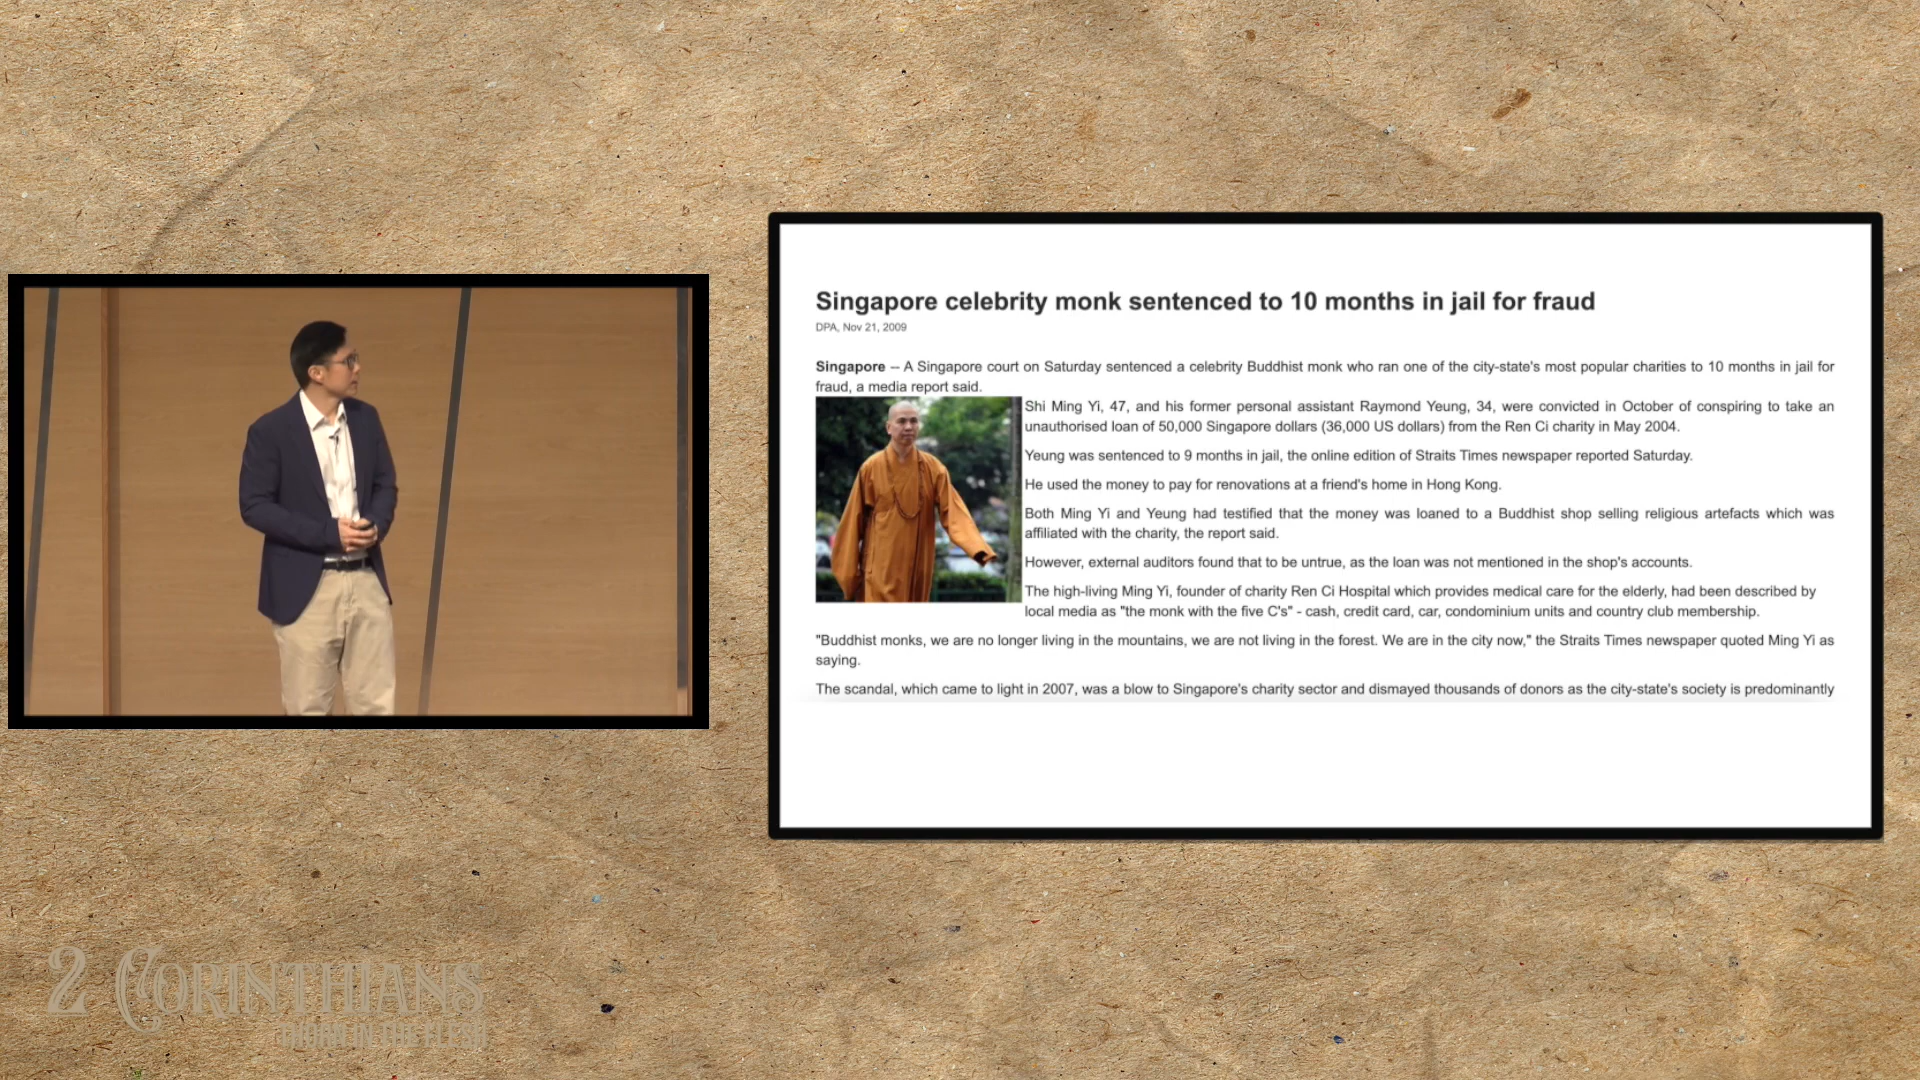 Singapore celebrity monk sentenced to 10 months in jail for fraud
DPA, Nov 21, 2009
Singapore -- A Singapore court on Saturday sentenced a celebrity Buddhist monk who ran one of the city-state's most popular charities to 10 months in jail for
fraud, a media report said.
Shi Ming Yi, 47, and his former personal assistant Raymond Yeung, 34, were convicted in October of conspiring to take an
unauthorised loan of 50,000 Singapore dollars (36,000 US dollars) from the Ren Ci charity in May 2004.
Yeung was sentenced to 9 months in jail, the online edition of Straits Times newspaper reported Saturday.
He used the money to pay for renovations at a friend's home in Hong Kong.
Both Ming Yi and Yeung had testified that the money was loaned to a Buddhist shop selling religious artefacts which was
affiliated with the charity, the report said.
However, external auditors found that to be untrue, as the loan was not mentioned in the shop's accounts.
The high-living Ming Yi, founder of charity Ren Ci Hospital which provides medical care for the elderly, had been described by
local media as "the monk with the five C's" - cash, credit card, car, condominium units and country club membership.
"Buddhist monks, we are no longer living in the mountains, we are not living in the forest. We are in the city now," the Straits Times newspaper quoted Ming Yi as
saying.
The scandal, which came to light in 2007, was a blow to Singapore's charity sector and dismayed thousands of donors as the city-state's society is predominantly
2 CORINTHIANS
THORN IN THE FLESH